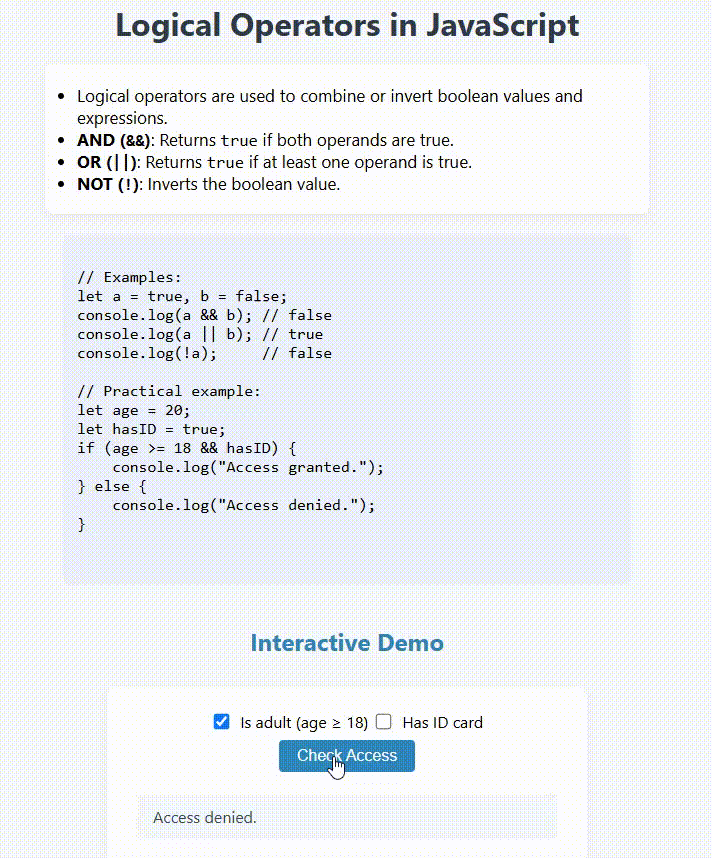 Logical Operators in JavaScript
• Logical operators are used to combine or invert boolean values and
expressions.
• AND (&&): Returns true if both operands are true.
• OR (||): Returns true if at least one operand is true.
• NOT (!): Inverts the boolean value.
// Examples:
let a = true, b = false;
console.log(a && b); // false
console.log(a || b); // true
console.log(!a);     // false
// Practical example:
let age = 20;
let hasID = true;
if (age >= 18 && hasID) {
    console.log("Access granted.");
} else {
    console.log("Access denied.");
}
Interactive Demo
Is adult (age ≥ 18) Has ID card
Check Access
Access denied.